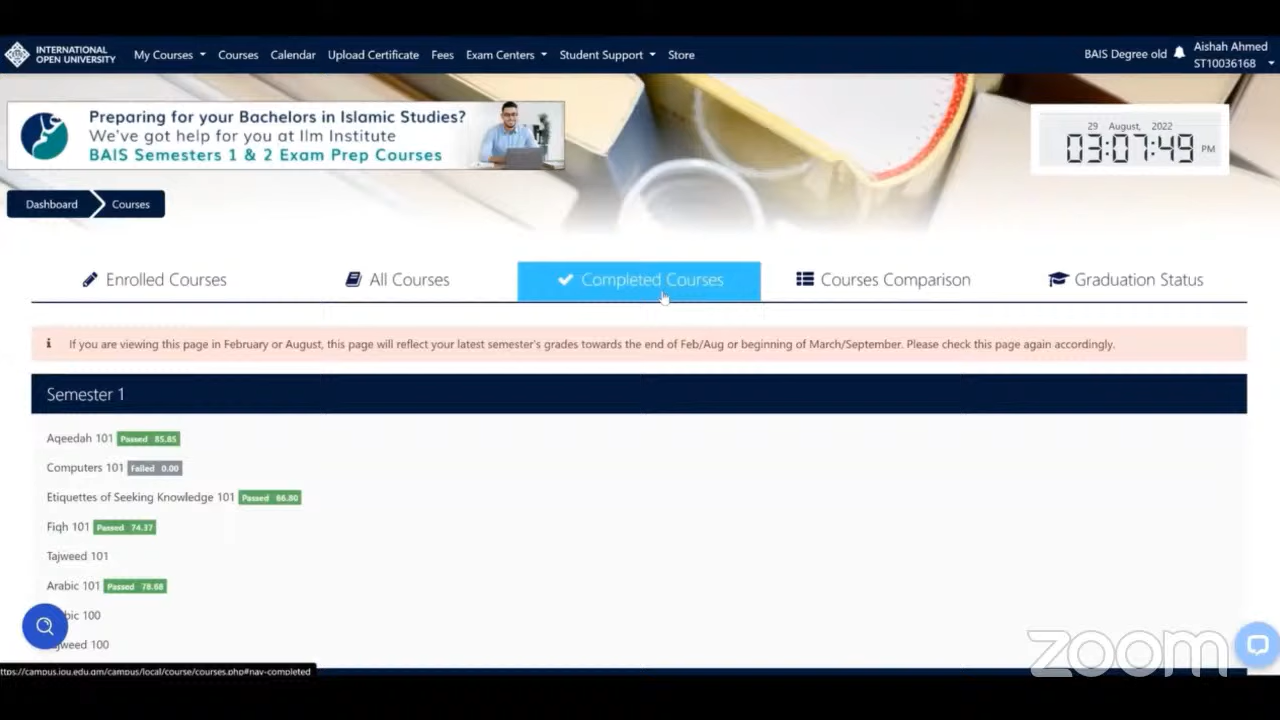 INTERNATIONAL
OPEN UNIVERSITY
My Courses Courses Calendar Upload Certificate Fees Exam Centers Student Support Store
BAIS Degree old
Aishah Ahmed
ST10036168
Preparing for your Bachelors in Islamic Studies?
We've got help for you at Ilm Institute
BAIS Semesters 1 & 2 Exam Prep Courses
29 August, 2022
03:07:49 PM
Dashboard Courses
Enrolled Courses All Courses Completed Courses Courses Comparison Graduation Status
If you are viewing this page in February or August, this page will reflect your latest semester's grades towards the end of Feb/Aug or beginning of March/September. Please check this page again accordingly.
Semester 1
Aqeedah 101 Passed 85.85
Computers 101 Failed 0.00
Etiquettes of Seeking Knowledge 101 Passed
Fiqh 101 Passed 74.37
Tajweed 101
Arabic 101 Passed 78.68
bic 100
jweed 100
zoom
ttps://campus.iou.edu.gm/campus/local/course/courses.php#nav-completed